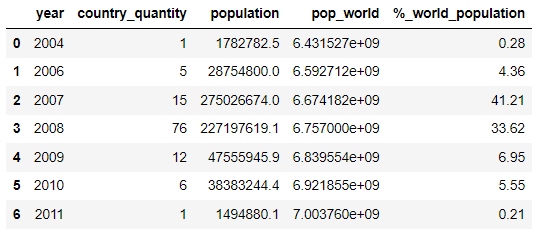 year country_quantity population pop_world %_world_population
0 2004 1 1782782.5 6.431527e+09 0.28
1 2006 5 28754800.0 6.592712e+09 4.36
2 2007 15 275026674.0 6.674182e+09 41.21
3 2008 76 227197619.1 6.757000e+09 33.62
4 2009 12 47555945.9 6.839554e+09 6.95
5 2010 6 38383244.4 6.921855e+09 5.55
6 2011 1 1494880.1 7.003760e+09 0.21